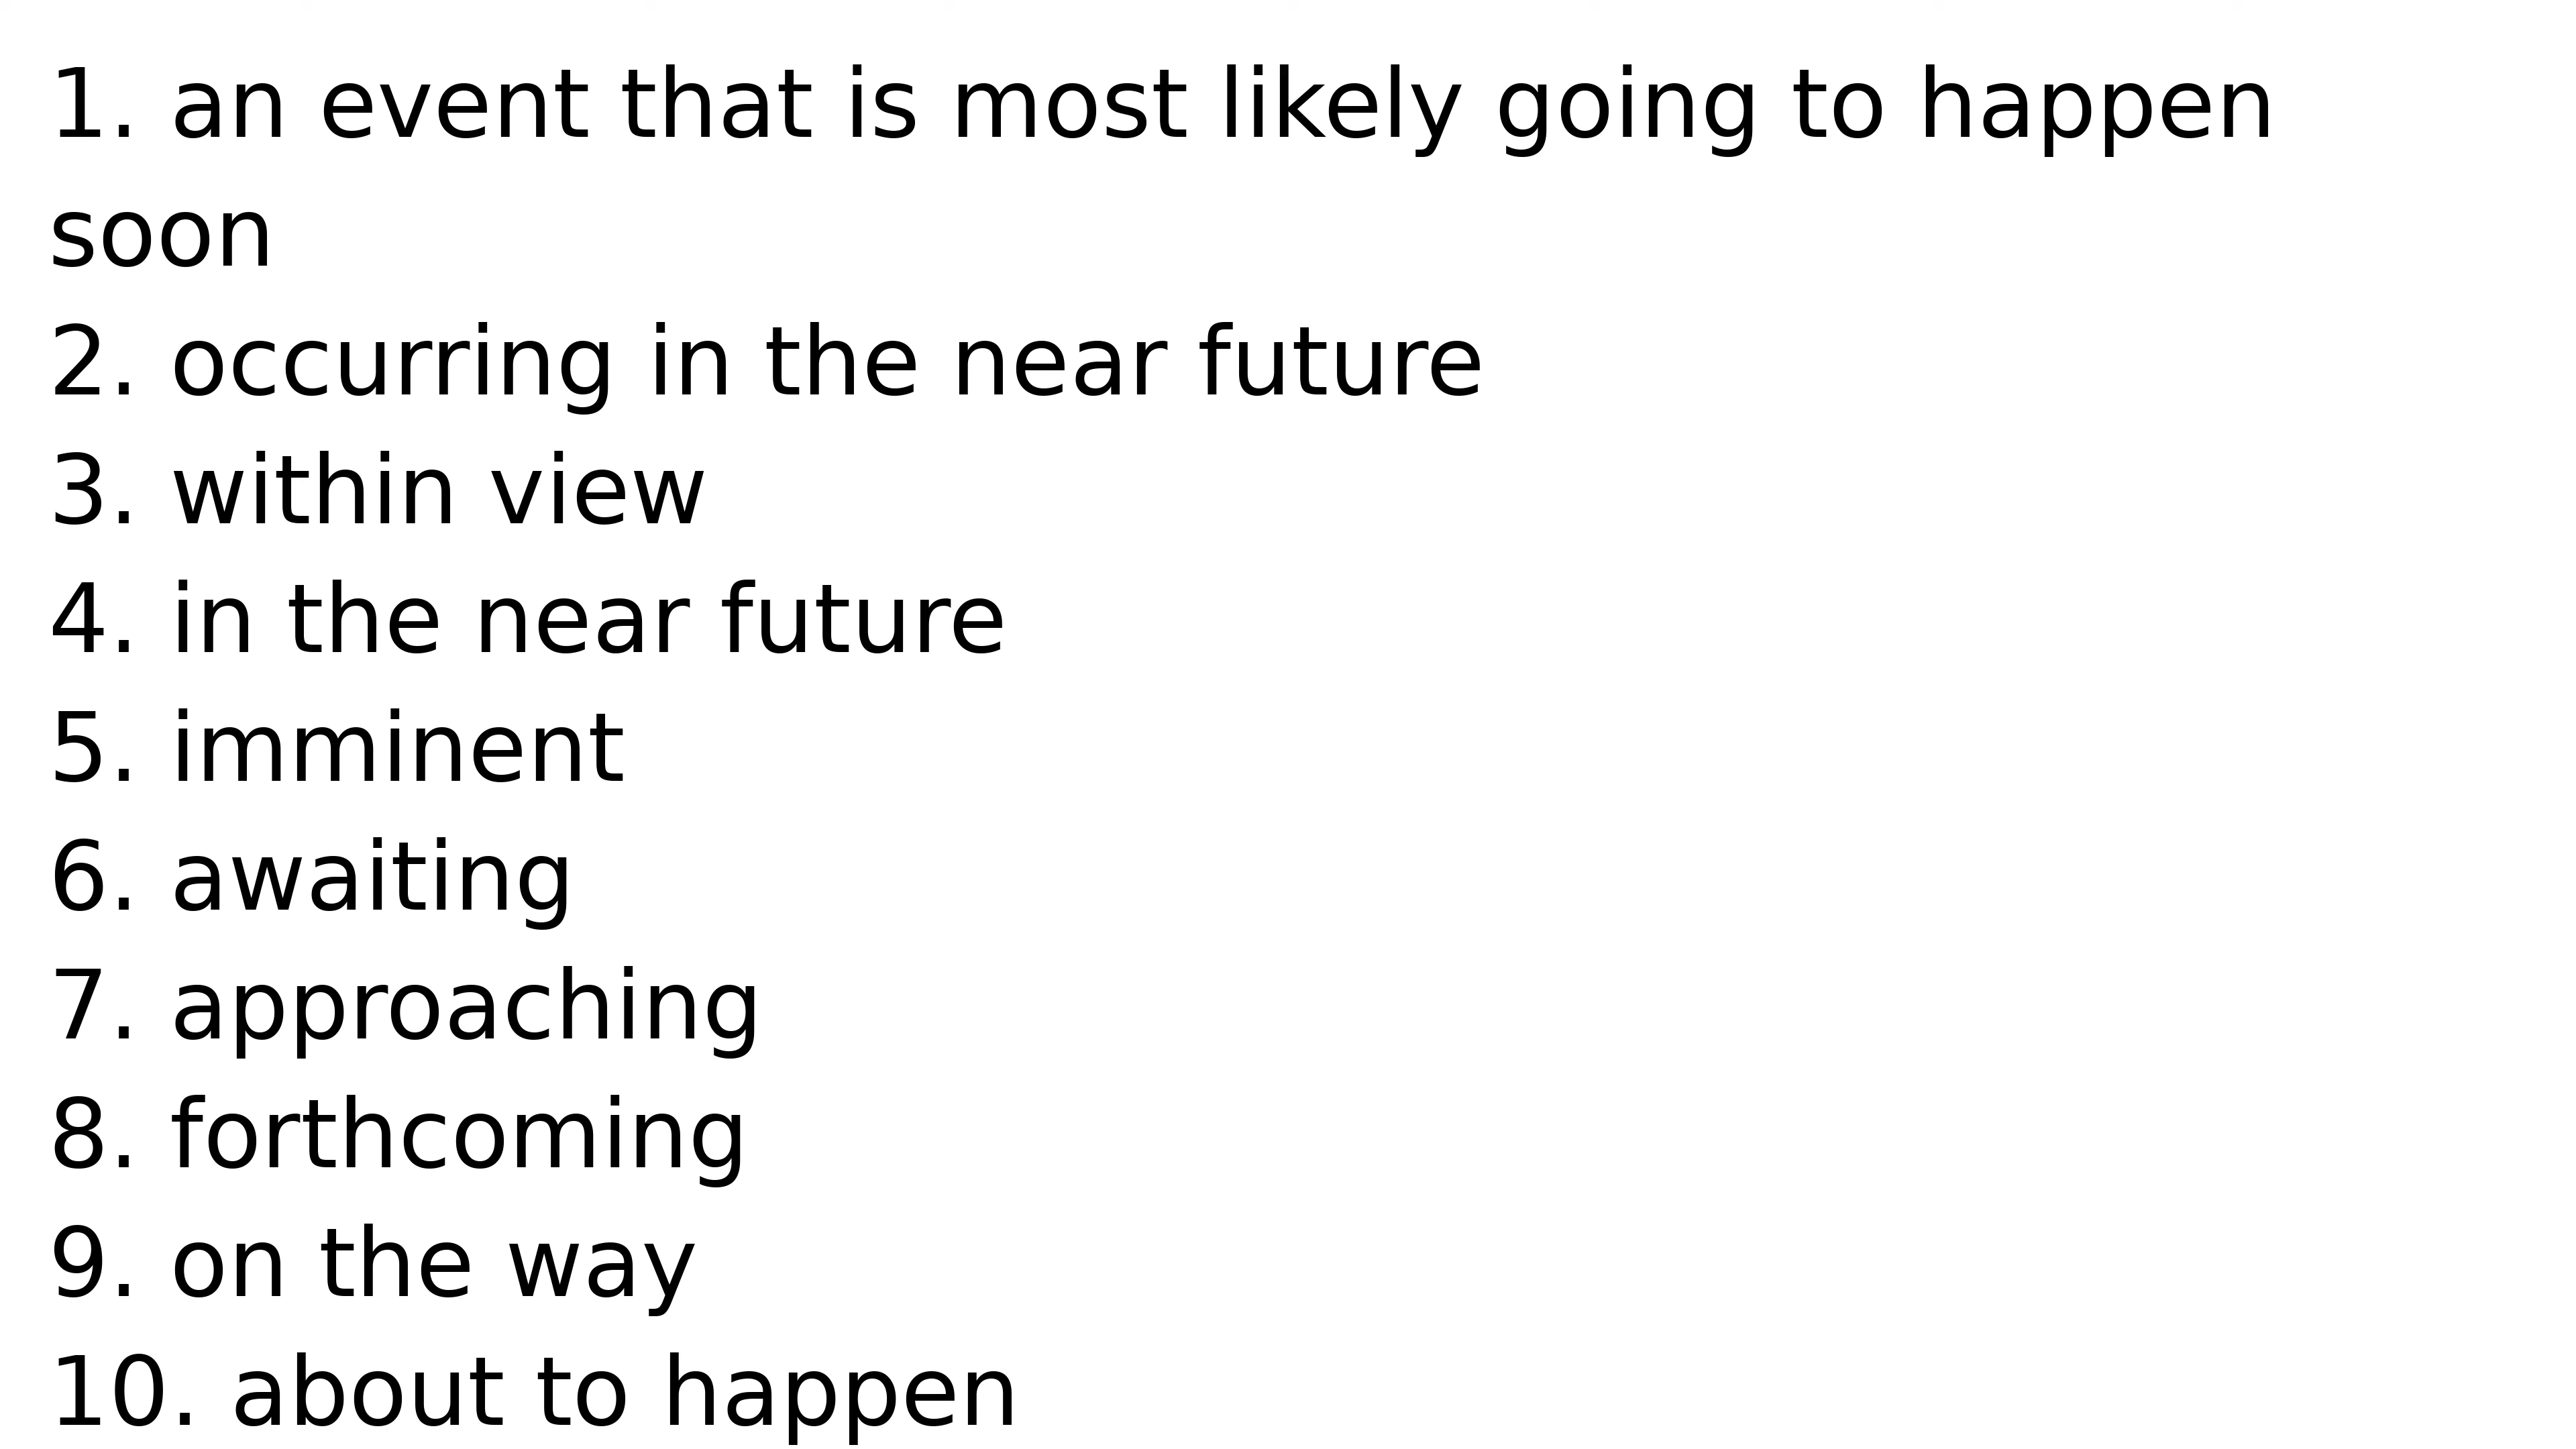 1. an event that is most likely going to happen
soon
2. occurring in the near future
3. within view
4. in the near future
5. imminent
6. awaiting
7. approaching
8. forthcoming
9. on the way
10. about to happen